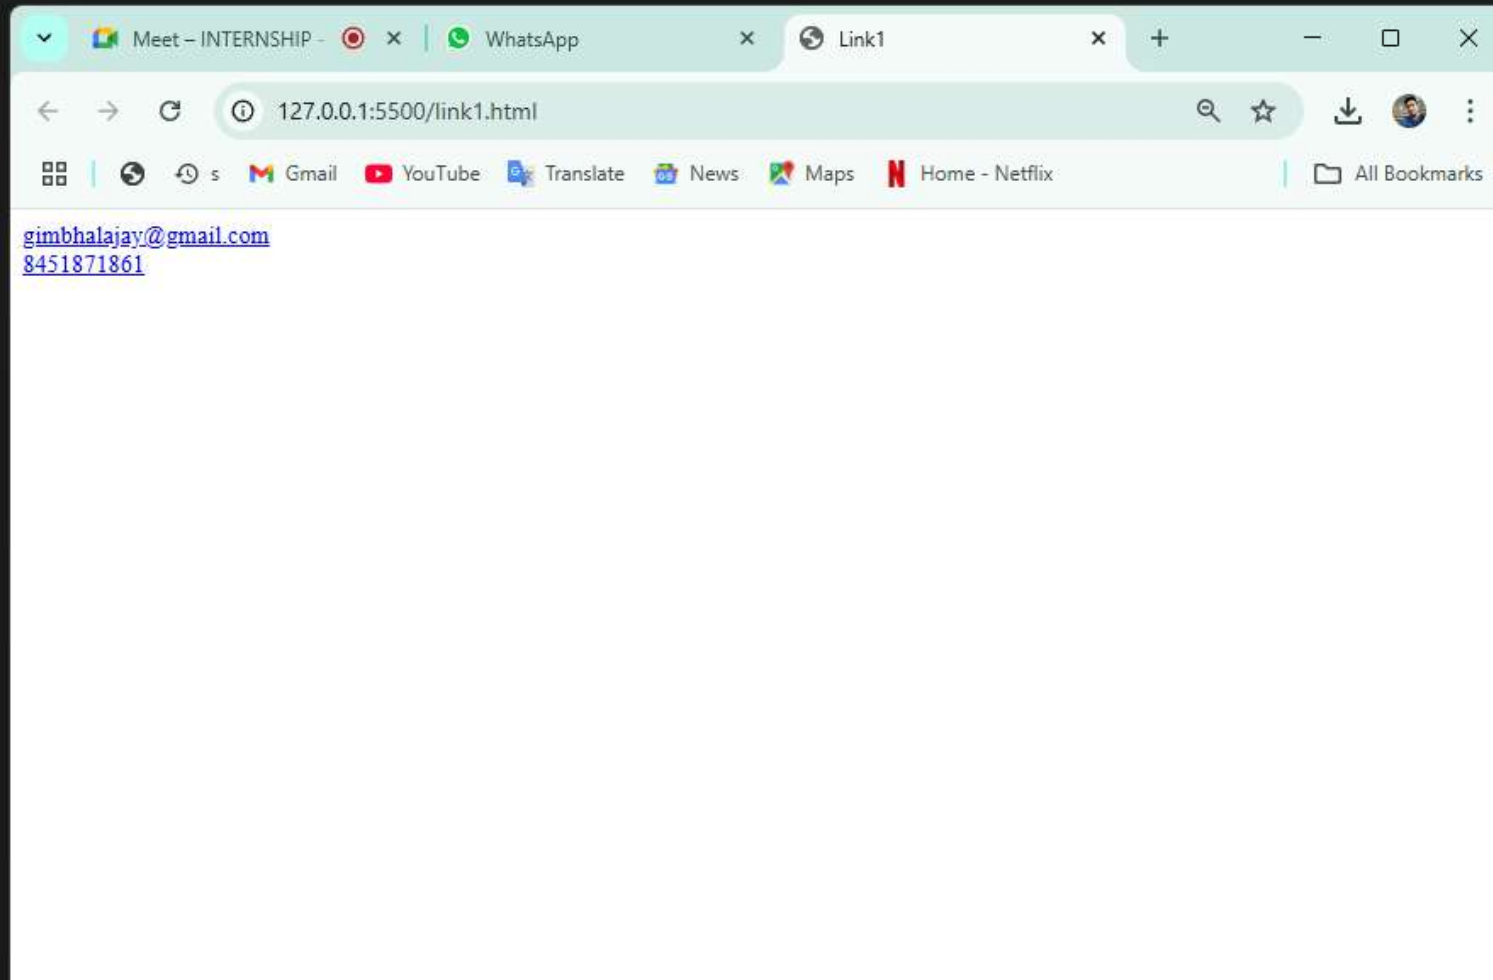 Meet – INTERNSHIP - WhatsApp Link1
127.0.0.1:5500/link1.html
s Gmail YouTube Translate News Maps Home - Netflix All Bookmarks
gimbhalajay@gmail.com
8451871861